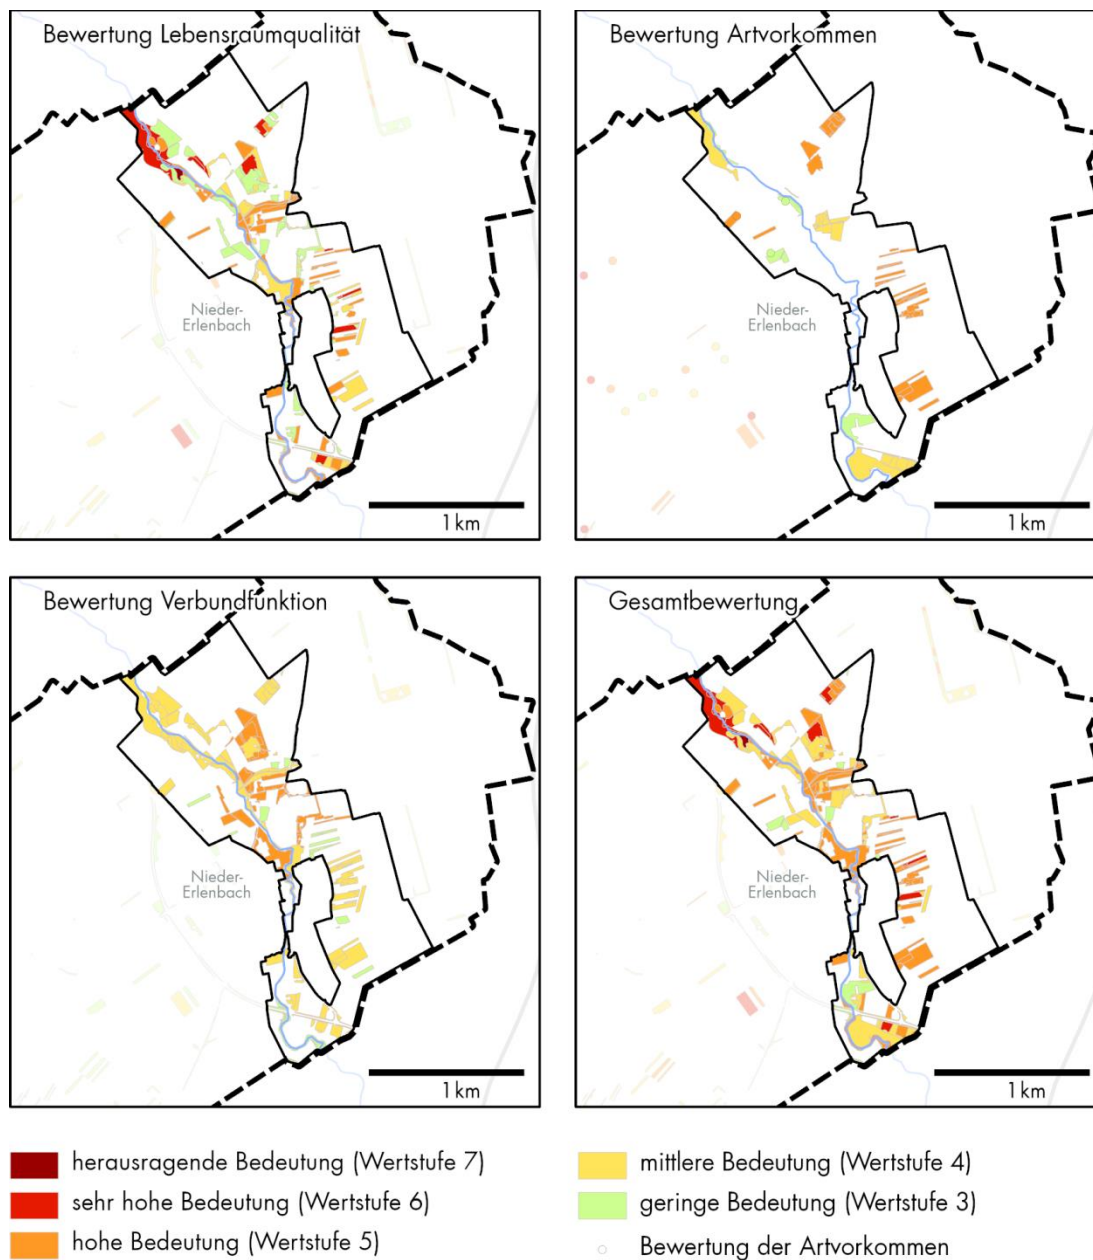 Bewertung Lebensraumqualität
Nieder-
Erlenbach
1 km
Bewertung Artvorkommen
1 km
Bewertung Verbundfunktion
Nieder-
Erlenbach
1 km
Gesamtbewertung
Nieder-
Erlenbach
1 km
herausragende Bedeutung (Wertstufe 7)
sehr hohe Bedeutung (Wertstufe 6)
hohe Bedeutung (Wertstufe 5)
mittlere Bedeutung (Wertstufe 4)
geringe Bedeutung (Wertstufe 3)
Bewertung der Artvorkommen